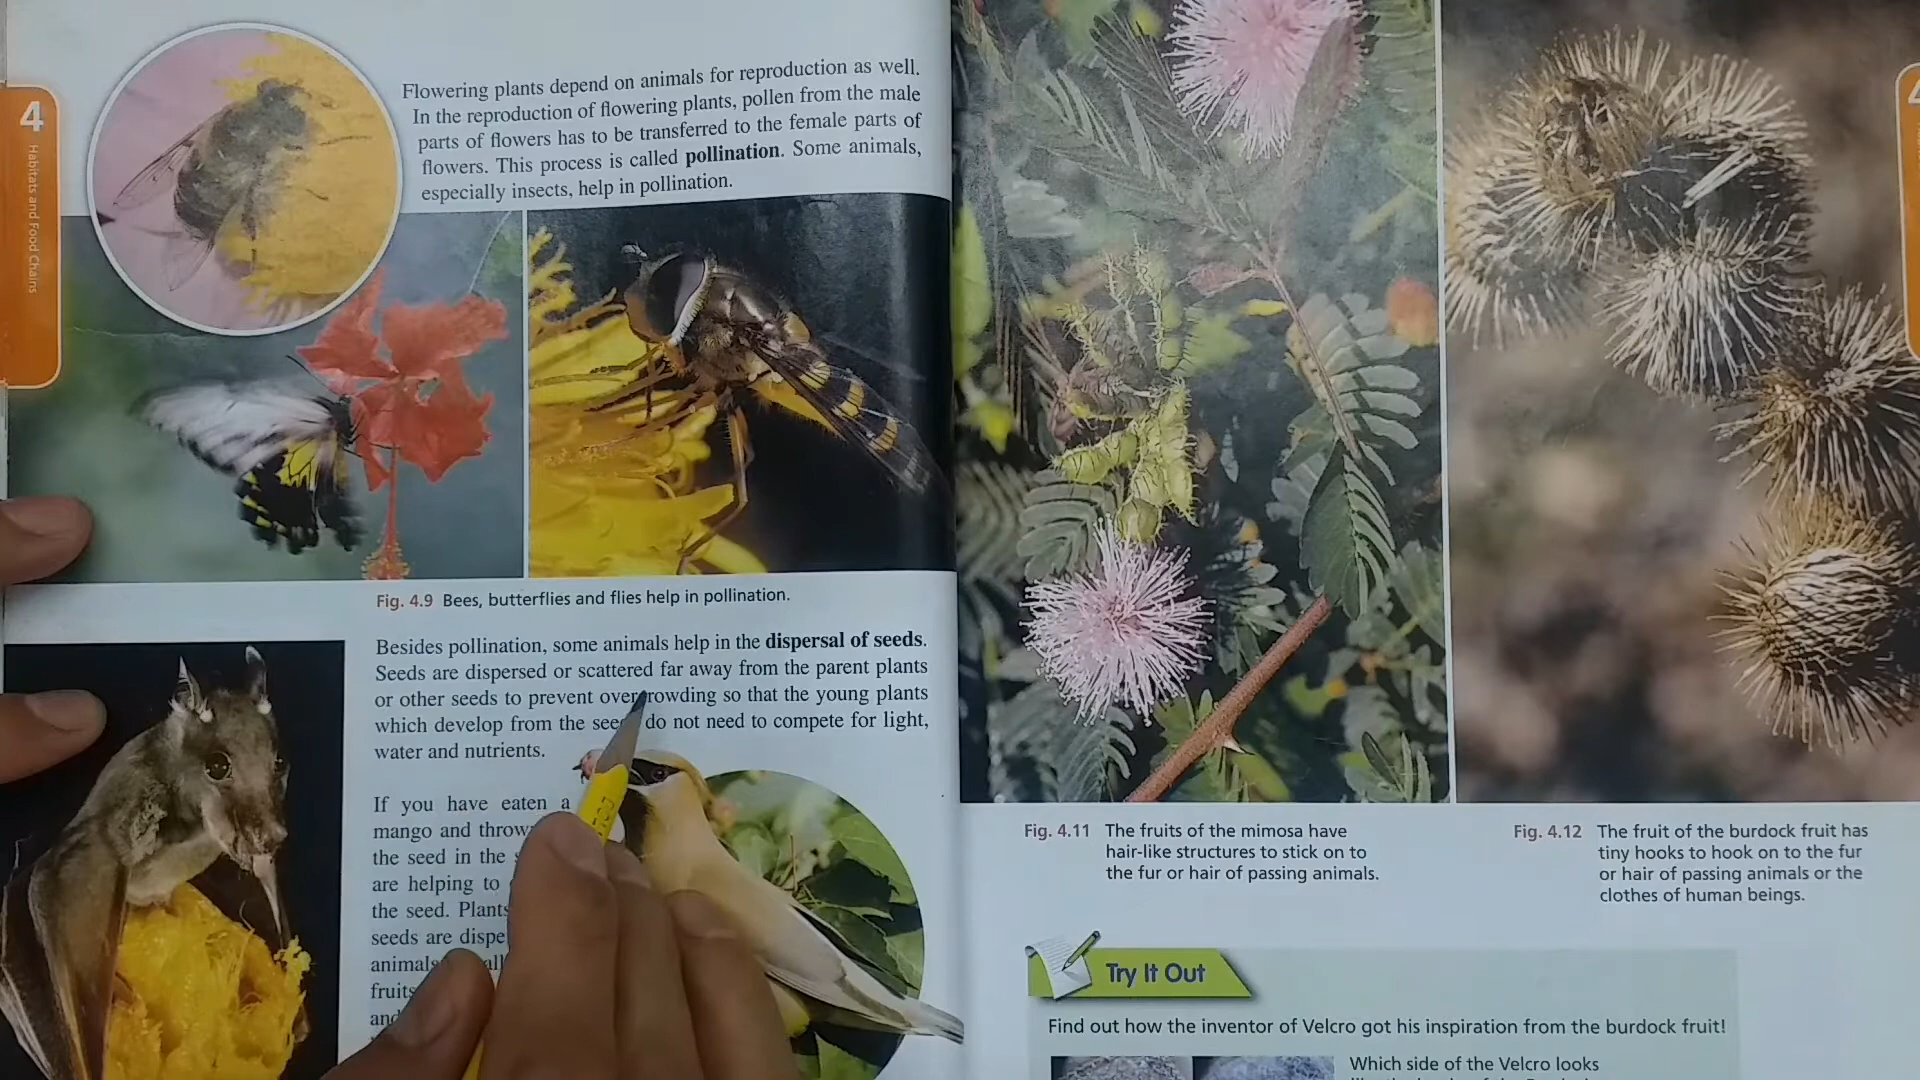 4
Habitats and Food Chains
Flowering plants depend on animals for reproduction as well.
In the reproduction of flowering plants, pollen from the male
parts of flowers has to be transferred to the female parts of
flowers. This process is called pollination. Some animals,
especially insects, help in pollination.
Fig. 4.9 Bees, butterflies and flies help in pollination.
Besides pollination, some animals help in the dispersal of seeds.
Seeds are dispersed or scattered far away from the parent plants
or other seeds to prevent overcrowding so that the young plants
which develop from the seeds do not need to compete for light,
water and nutrients.
If you have eaten a
mango and throw
the seed in the
are helping to
the seed. Plants
seeds are
animals
fruits
and
Fig. 4.11 The fruits of the mimosa have
hair-like structures to stick on to
the fur or hair of passing animals.
Fig. 4.12 The fruit of the burdock fruit has
tiny hooks to hook on to the fur
or hair of passing animals or the
clothes of human beings.
Try It Out
Find out how the inventor of Velcro got his inspiration from the burdock fruit!
Which side of the Velcro looks